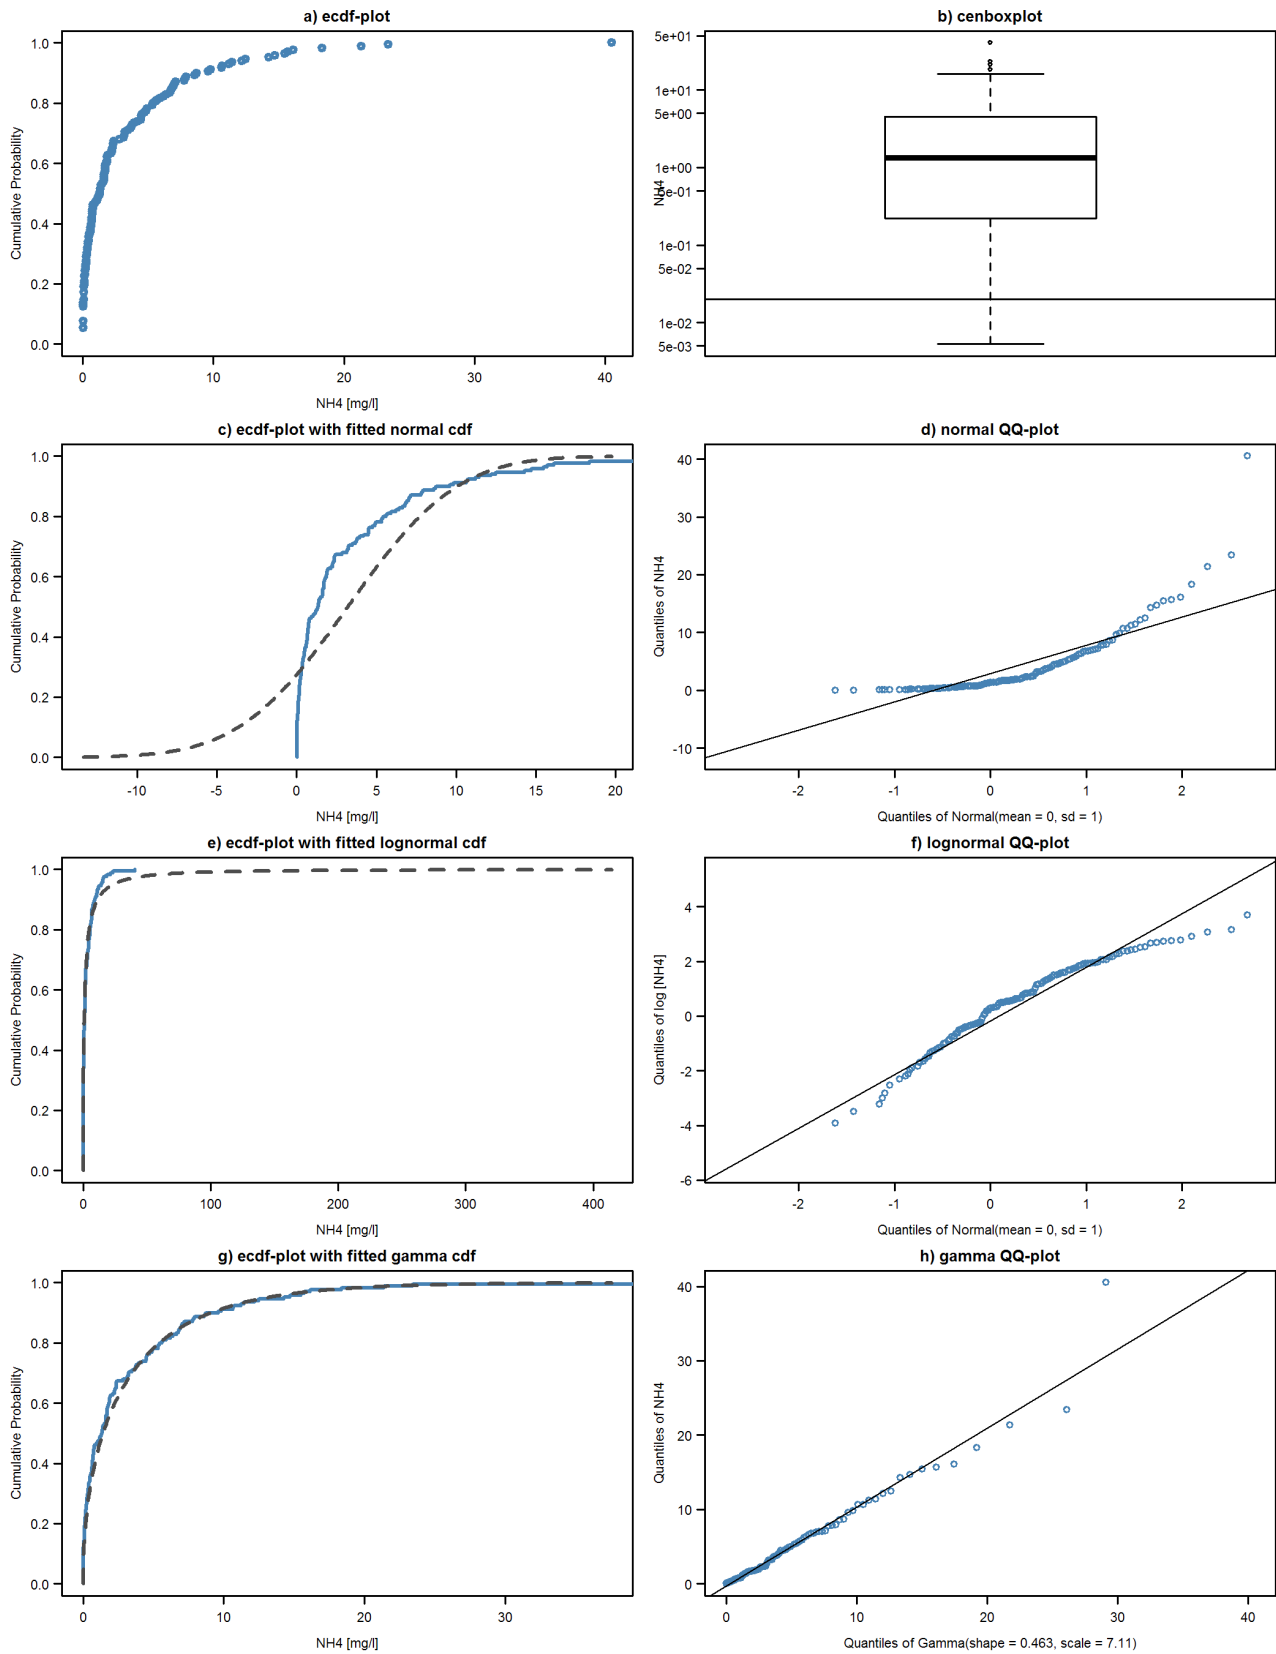 a) ecdf-plot
Cumulative Probability
1.0
0.8
0.6
0.4
0.2
0.0
0 10 20 30 40
NH4 [mg/l]
b) cenboxplot
NH4
5e+01
1e+01
5e+00
1e+00
5e-01
1e-01
5e-02
1e-02
5e-03
c) ecdf-plot with fitted normal cdf
Cumulative Probability
1.0
0.8
0.6
0.4
0.2
0.0
-10 -5 0 5 10 15 20
NH4 [mg/l]
d) normal QQ-plot
Quantiles of NH4
40
30
20
10
0
-10
-2 -1 0 1 2
Quantiles of Normal(mean = 0, sd = 1)
e) ecdf-plot with fitted lognormal cdf
Cumulative Probability
1.0
0.8
0.6
0.4
0.2
0.0
0 100 200 300 400
NH4 [mg/l]
f) lognormal QQ-plot
Quantiles of log [NH4]
4
2
0
-2
-4
-6
-2 -1 0 1 2
Quantiles of Normal(mean = 0, sd = 1)
g) ecdf-plot with fitted gamma cdf
Cumulative Probability
1.0
0.8
0.6
0.4
0.2
0.0
0 10 20 30
NH4 [mg/l]
h) gamma QQ-plot
Quantiles of NH4
40
30
20
10
0
0 10 20 30 40
Quantiles of Gamma(shape = 0.463, scale = 7.11)